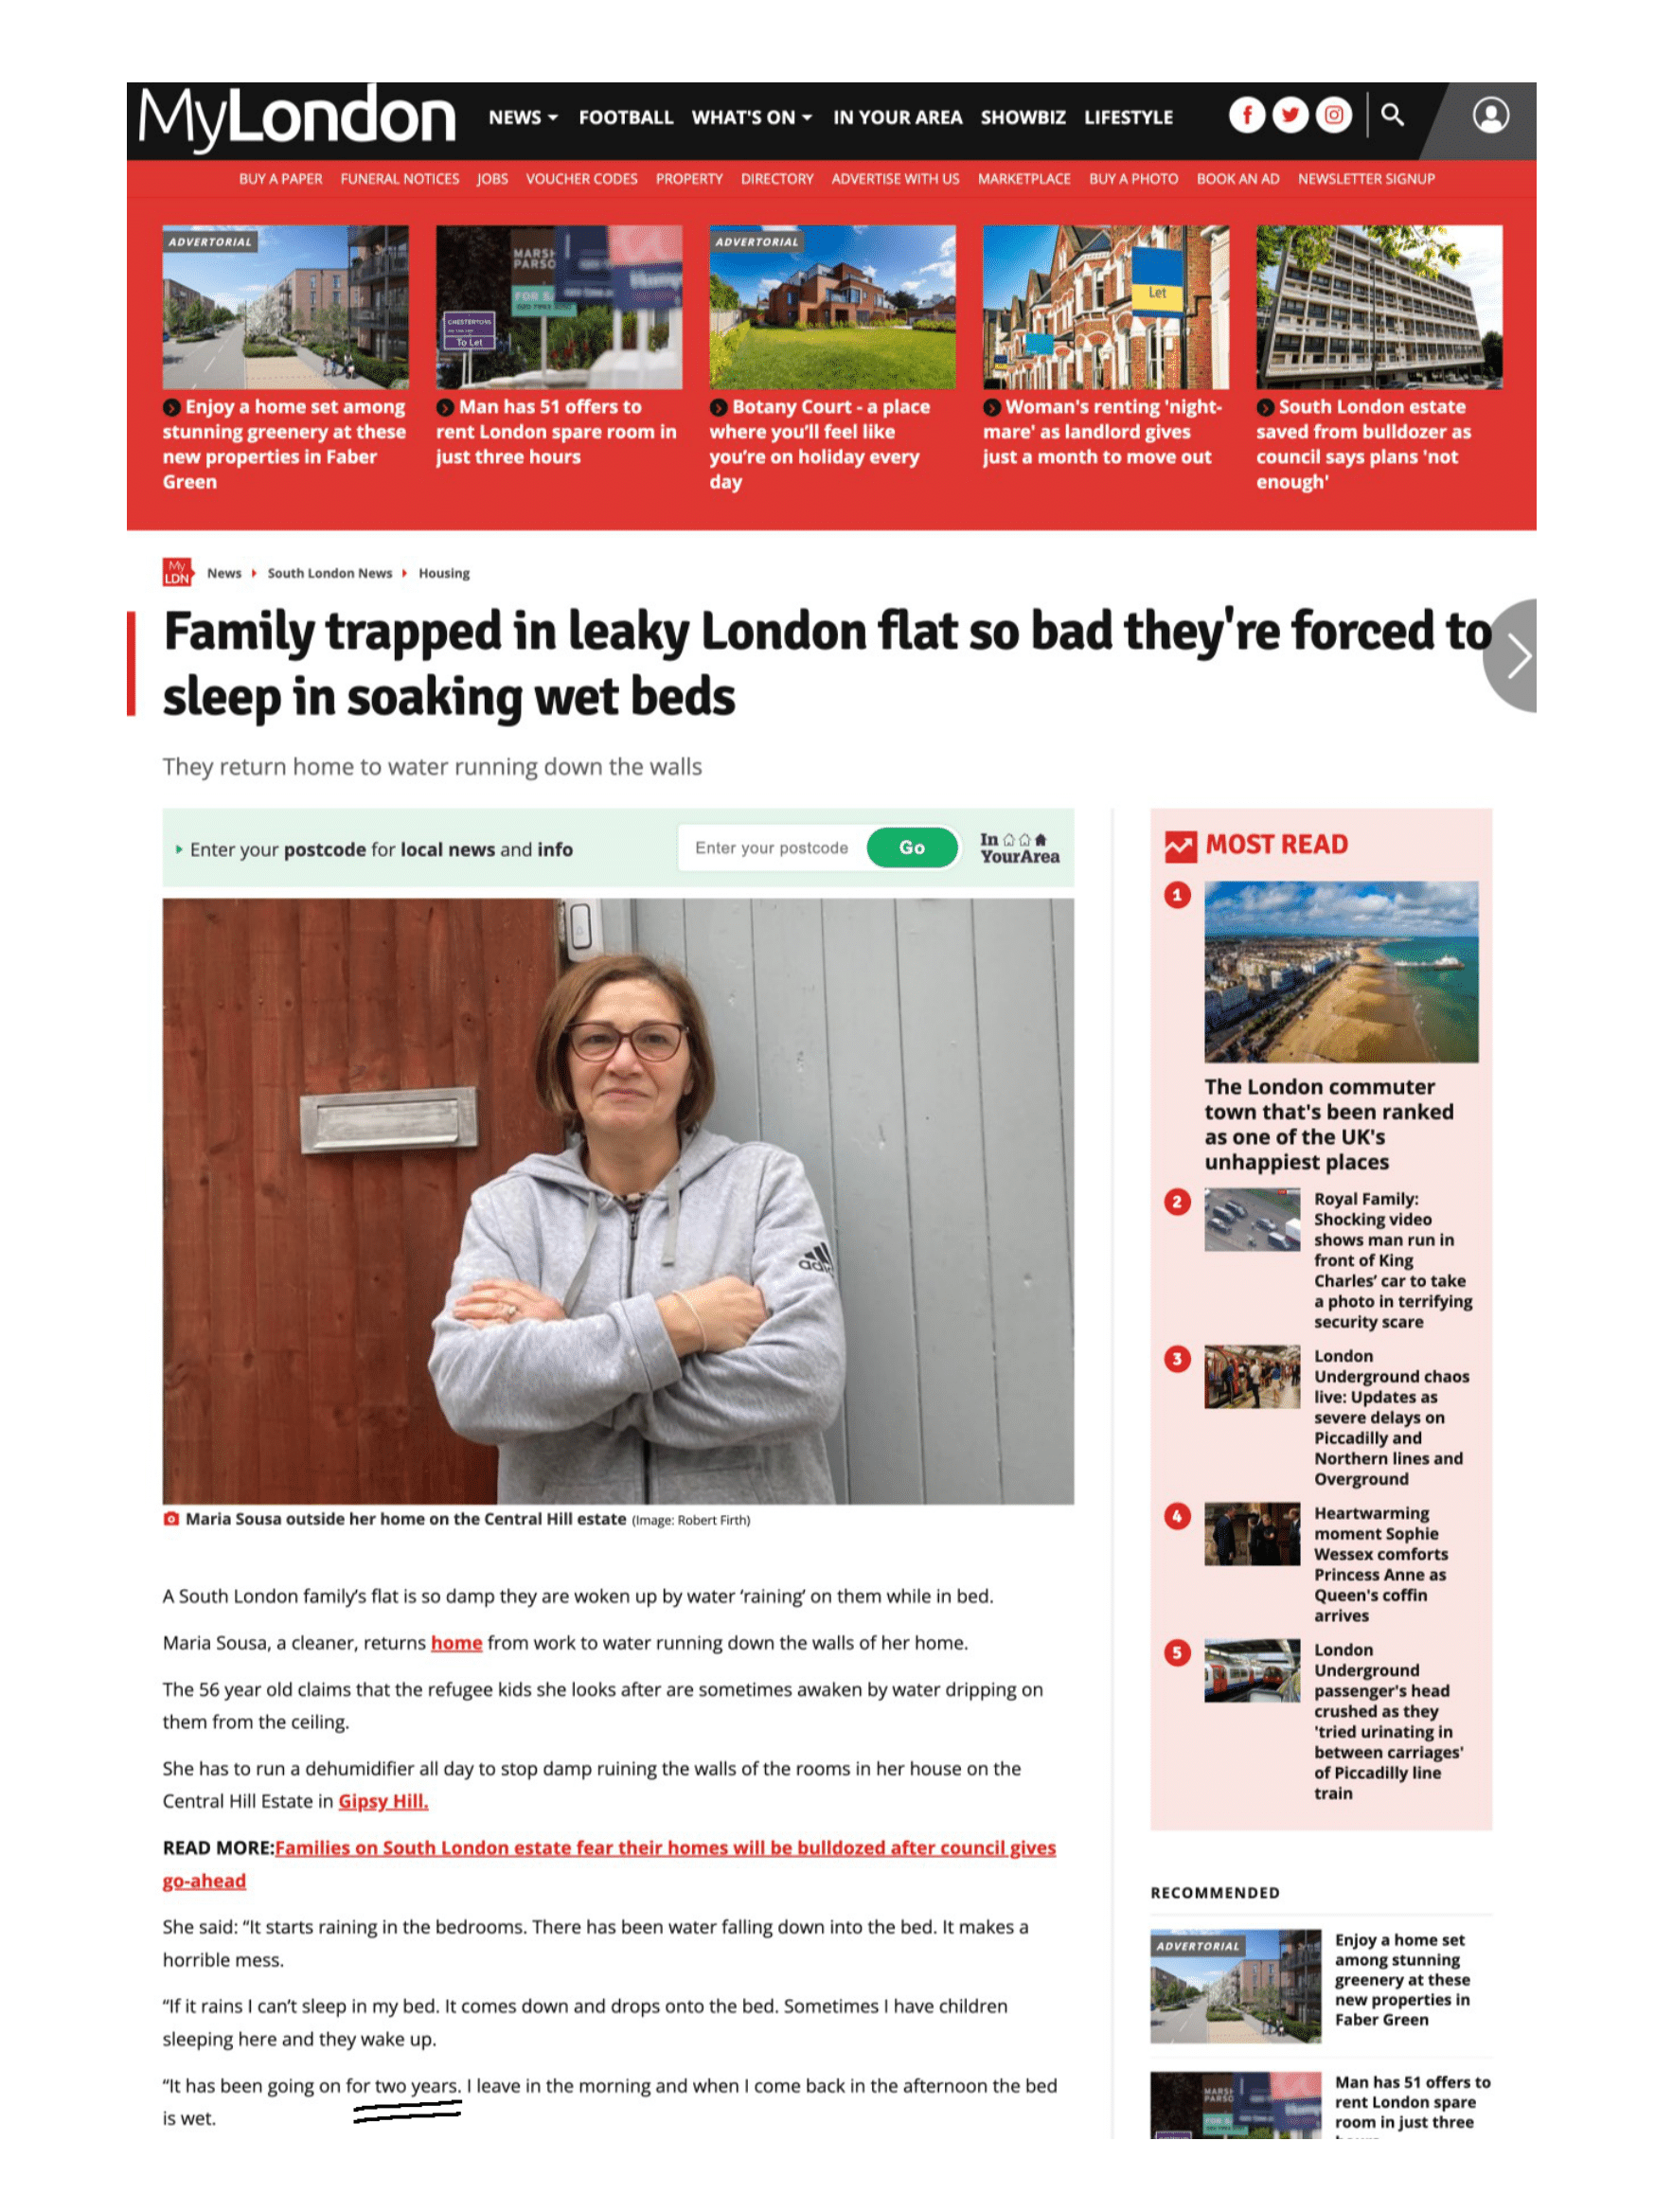 MyLondon
NEWS FOOTBALL WHAT'S ON IN YOUR AREA SHOWBIZ LIFESTYLE
BUY A PAPER FUNERAL NOTICES JOBS VOUCHER CODES PROPERTY DIRECTORY ADVERTISE WITH US MARKETPLACE BUY A PHOTO BOOK AN AD NEWSLETTER SIGNUP
ADVERTORIAL
Enjoy a home set among
stunning greenery at these
new properties in Faber
Green
MARSH
PARSO
FOR S
CHESTERTONS
To Let
Man has 51 offers to
rent London spare room in
just three hours
ADVERTORIAL
Botany Court - a place
where you'll feel like
you're on holiday every
day
Let
Woman's renting 'night-
mare' as landlord gives
just a month to move out
South London estate
saved from bulldozer as
council says plans 'not
enough'
My
LDN
News South London News Housing
Family trapped in leaky London flat so bad they're forced to
sleep in soaking wet beds
They return home to water running down the walls
Enter your postcode for local news and info
Enter your postcode Go
In
YourArea
adi
Maria Sousa outside her home on the Central Hill estate (Image: Robert Firth)
A South London family's flat is so damp they are woken up by water 'raining' on them while in bed.
Maria Sousa, a cleaner, returns home from work to water running down the walls of her home.
The 56 year old claims that the refugee kids she looks after are sometimes awaken by water dripping on
them from the ceiling.
She has to run a dehumidifier all day to stop damp ruining the walls of the rooms in her house on the
Central Hill Estate in Gipsy Hill.
READ MORE:Families on South London estate fear their homes will be bulldozed after council gives
go-ahead
She said: “It starts raining in the bedrooms. There has been water falling down into the bed. It makes a
horrible mess.
“If it rains I can’t sleep in my bed. It comes down and drops onto the bed. Sometimes I have children
sleeping here and they wake up.
“It has been going on for two years. I leave in the morning and when I come back in the afternoon the bed
is wet.
MOST READ
1
The London commuter
town that's been ranked
as one of the UK's
unhappiest places
2
Royal Family:
Shocking video
shows man run in
front of King
Charles’ car to take
a photo in terrifying
security scare
3
London
Underground chaos
live: Updates as
severe delays on
Piccadilly and
Northern lines and
Overground
4
Heartwarming
moment Sophie
Wessex comforts
Princess Anne as
Queen's coffin
arrives
5
London
Underground
passenger's head
crushed as they
'tried urinating in
between carriages'
of Piccadilly line
train
RECOMMENDED
ADVERTORIAL
Enjoy a home set
among stunning
greenery at these
new properties in
Faber Green
MARSH
PARSO
FOR S
Man has 51 offers to
rent London spare
room in just three